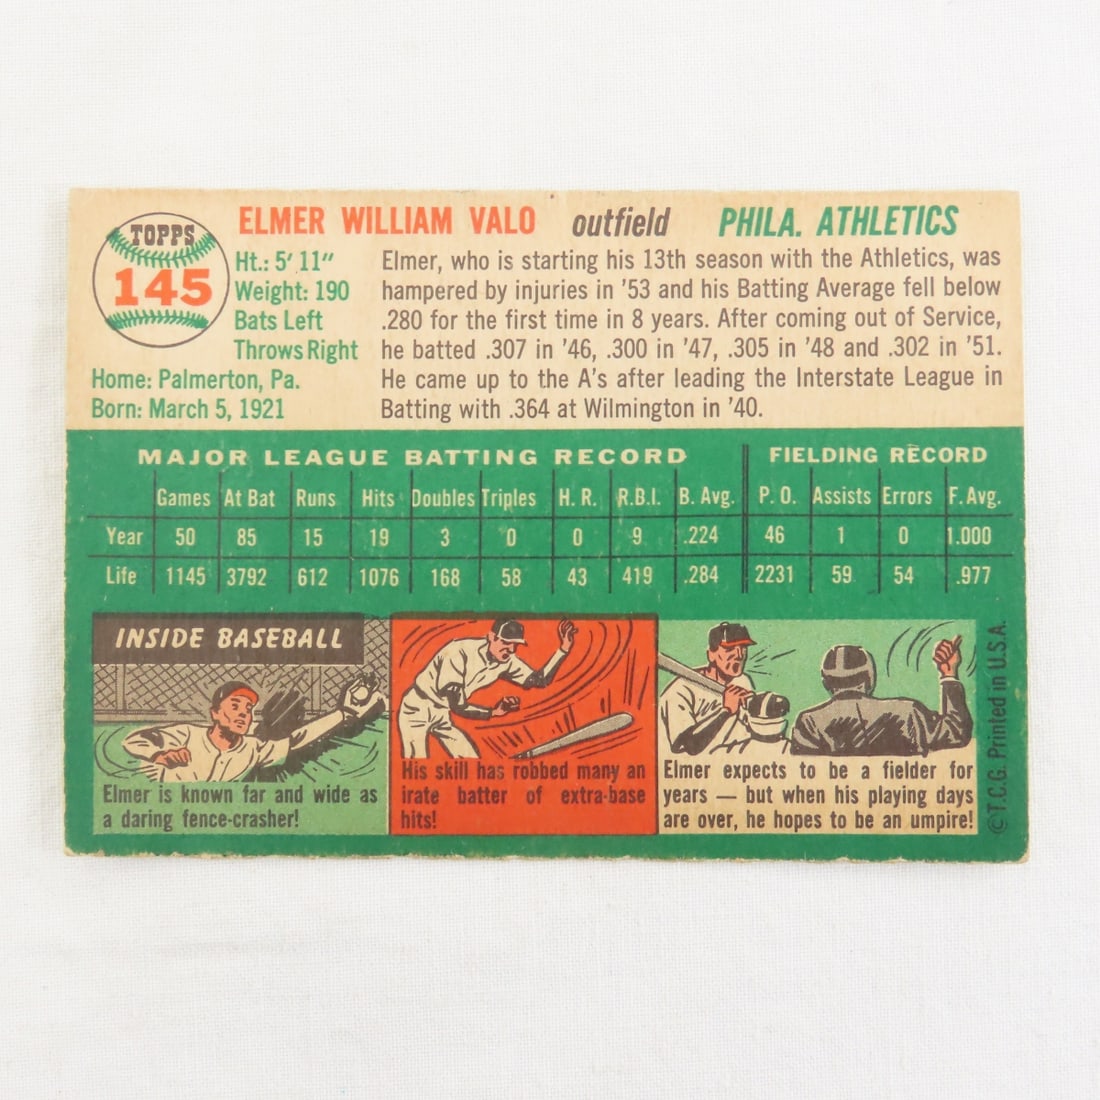 TOPPS
145
ELMER WILLIAM VALO outfield PHILA. ATHLETICS
Ht.: 5' 11"
Weight: 190
Bats Left
Throws Right
Home: Palmerton, Pa.
Born: March 5, 1921
Elmer, who is starting his 13th season with the Athletics, was
hampered by injuries in '53 and his Batting Average fell below
.280 for the first time in 8 years. After coming out of Service,
he batted .307 in '46, .300 in '47, .305 in '48 and .302 in '51.
He came up to the A's after leading the Interstate League in
Batting with .364 at Wilmington in '40.
MAJOR LEAGUE BATTING RECORD FIELDING RECORD
Games At Bat Runs Hits Doubles Triples H. R. R.B.I. B. Avg. P. O. Assists Errors F. Avg.
Year 50 85 15 19 3 0 0 9 .224 46 1 0 1.000
Life 1145 3792 612 1076 168 58 43 419 .284 2231 59 54 .977
INSIDE BASEBALL
Elmer is known far and wide as
a daring fence-crasher!
His skill has robbed many an
irate batter of extra-base
hits!
Elmer expects to be a fielder for
years — but when his playing days
are over, he hopes to be an umpire!
©T.C.G. Printed in U.S.A.